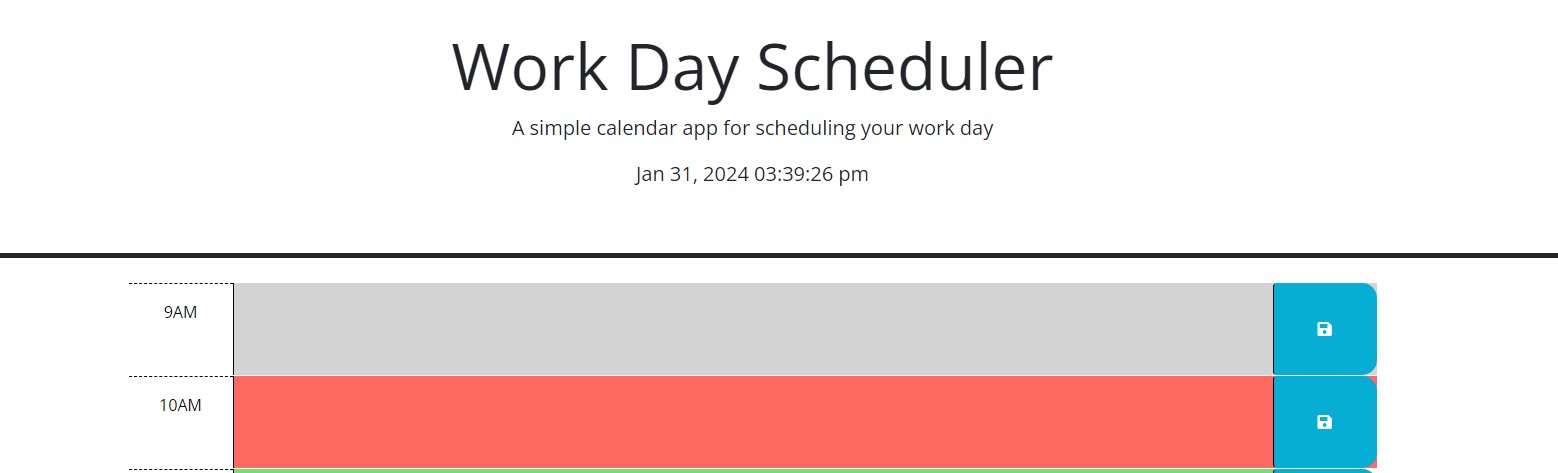 Work Day Scheduler
A simple calendar app for scheduling your work day
Jan 31, 2024 03:39:26 pm
9AM
10AM